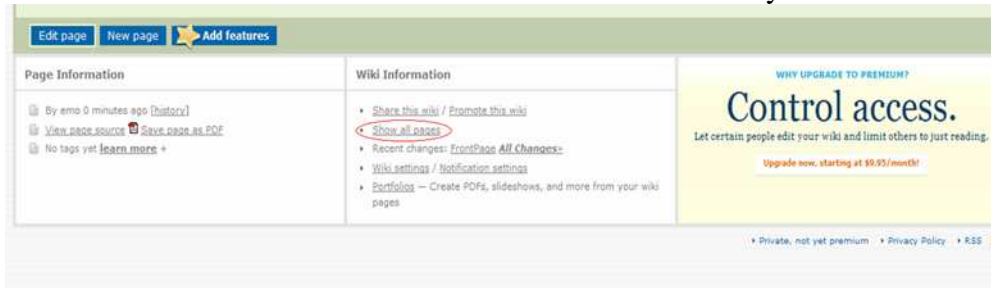 Edit page New page Add features
Page Information
By emo 0 minutes ago [history]
View page source Save page as PDF
No tags yet learn more +
Wiki Information
Share this wiki / Promote this wiki
Show all pages
Recent changes: FrontPage All Changes»
Wiki settings / Notification settings
Portfolios — Create PDFs, slideshows, and more from your wiki
pages
WHY UPGRADE TO PREMIUM?
Control access.
Let certain people edit your wiki and limit others to just reading.
Upgrade now, starting at $9.95/month!
Private, not yet premium Privacy Policy RSS